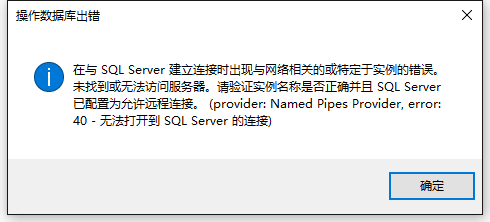 操作数据库出错
在与 SQL Server 建立连接时出现与网络相关的或特定于实例的错误。
未找到或无法访问服务器。请验证实例名称是否正确并且 SQL Server
已配置为允许远程连接。 (provider: Named Pipes Provider, error:
40 - 无法打开到 SQL Server 的连接)
确定